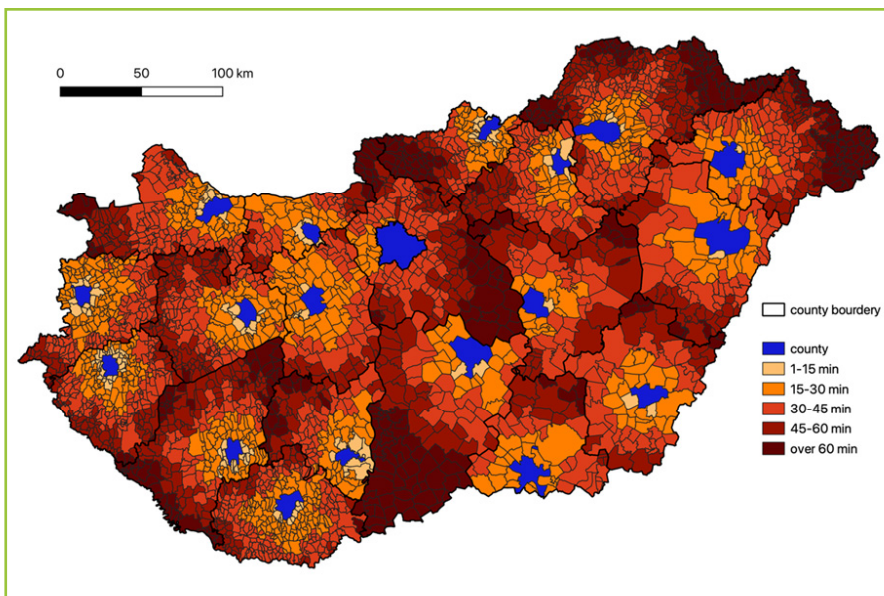 0 50 100 km
county bourdery
county
1-15 min
15-30 min
30-45 min
45-60 min
over 60 min